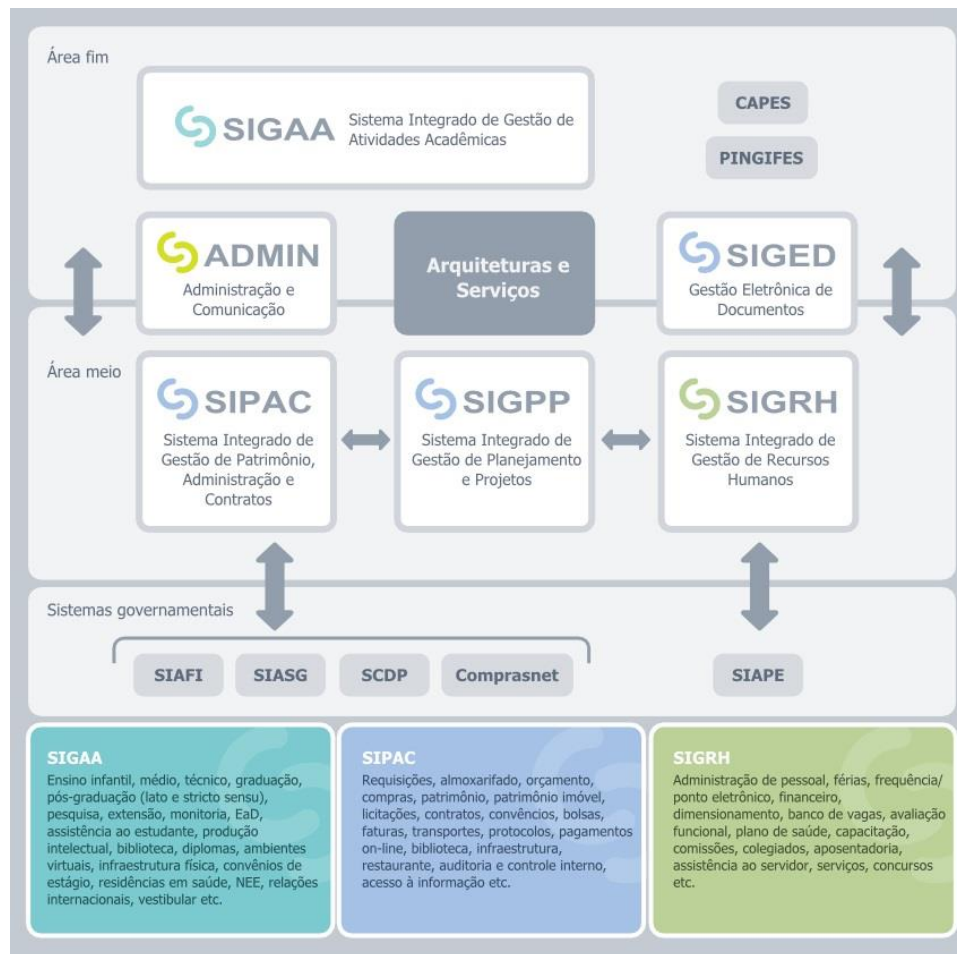 Área fim
SIGAA
Sistema Integrado de Gestão de
Atividades Acadêmicas
CAPES
PINGIFES
ADMIN
Administração e
Comunicação
Arquiteturas e
Serviços
SIGED
Gestão Eletrônica de
Documentos
Área meio
SIPAC
Sistema Integrado de
Gestão de Patrimônio,
Administração e
Contratos
SIGPP
Sistema Integrado de
Gestão de Planejamento
e Projetos
SIGRH
Sistema Integrado de
Gestão de Recursos
Humanos
Sistemas governamentais
SIAFI
SIASG
SCDP
Comprasnet
SIAPE
SIGAA
Ensino infantil, médio, técnico, graduação,
pós-graduação (lato e stricto sensu),
pesquisa, extensão, monitoria, EaD,
assistência ao estudante, produção
intelectual, biblioteca, diplomas, ambientes
virtuais, infraestrutura física, convênios de
estágio, residências em saúde, NEE, relações
internacionais, vestibular etc.
SIPAC
Requisições, almoxarifado, orçamento,
compras, patrimônio, patrimônio imóvel,
licitações, contratos, convêncios, bolsas,
faturas, transportes, protocolos, pagamentos
on-line, biblioteca, infraestrutura,
restaurante, auditoria e controle interno,
acesso à informação etc.
SIGRH
Administração de pessoal, férias, frequência/
ponto eletrônico, financeiro,
dimensionamento, banco de vagas, avaliação
funcional, plano de saúde, capacitação,
comissões, colegiados, aposentadoria,
assistência ao servidor, serviços, concursos
etc.